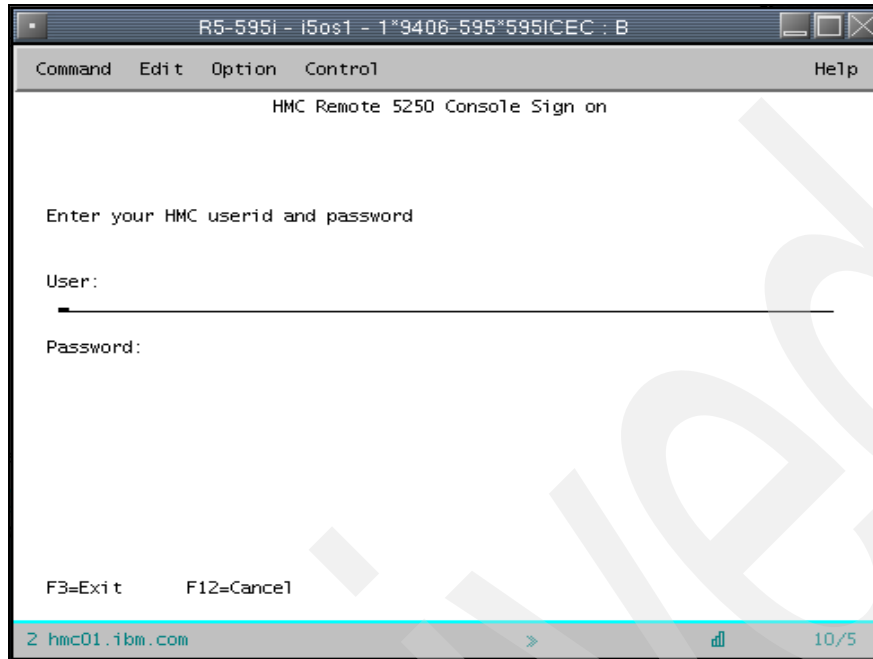 R5-595i - i5os1 - 1*9406-595*595ICEC : B
Command Edit Option Control Help
HMC Remote 5250 Console Sign on
Enter your HMC userid and password
User:
Password:
F3=Exit F12=Cancel
2 hmc01.ibm.com » 10/5